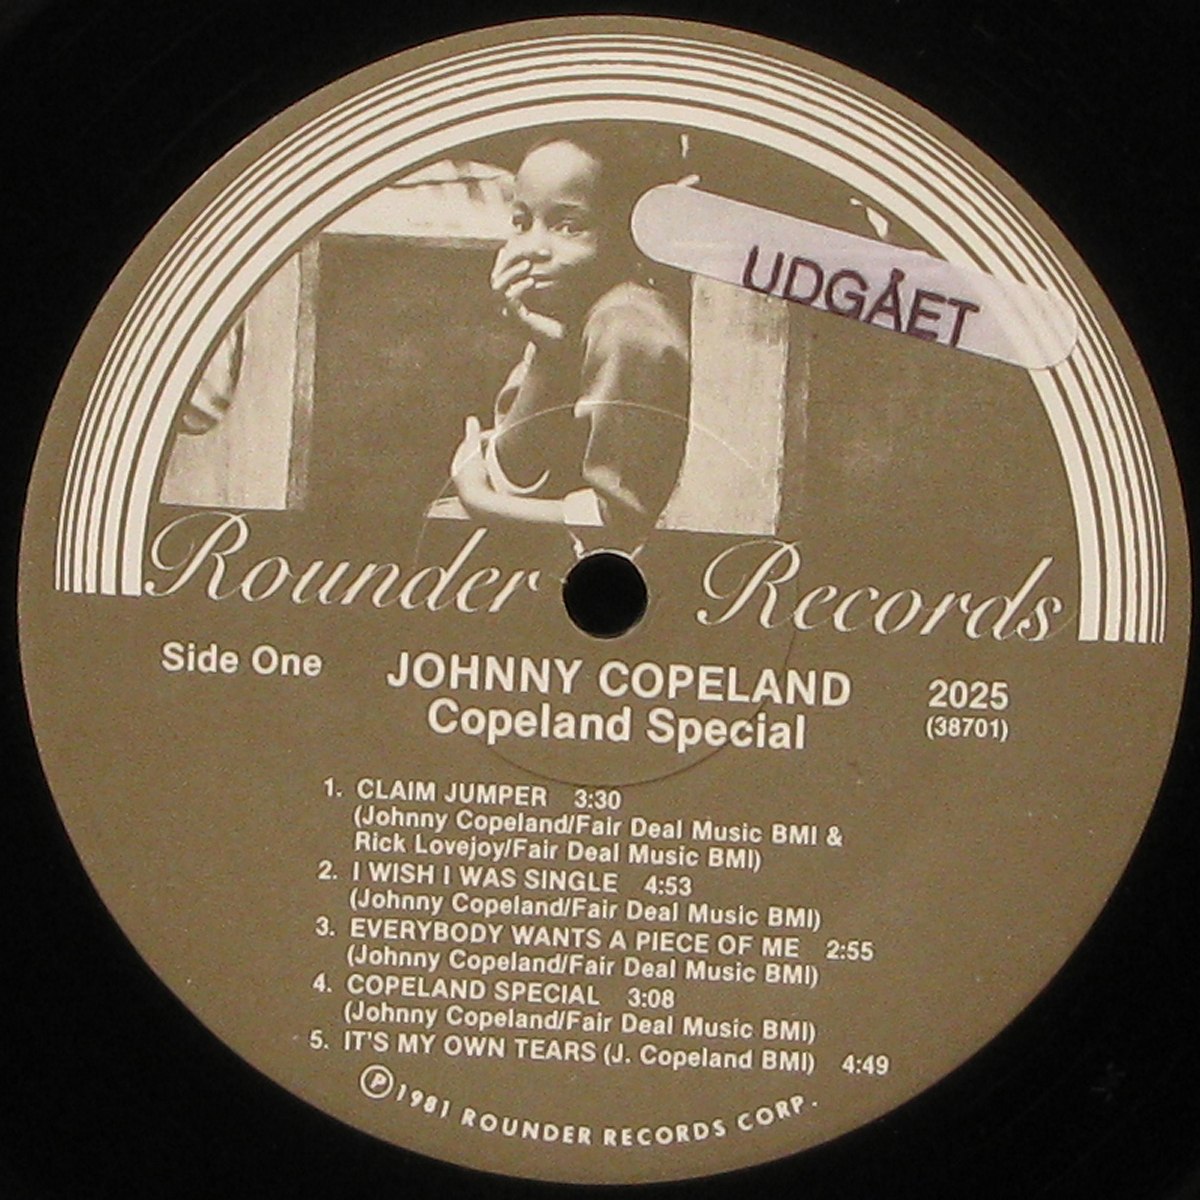 UDGÅET
Rounder Records
Side One JOHNNY COPELAND 2025
Copeland Special (38701)
1. CLAIM JUMPER 3:30
(Johnny Copeland/Fair Deal Music BMI &
Rick Lovejoy/Fair Deal Music BMI)
2. I WISH I WAS SINGLE 4:53
(Johnny Copeland/Fair Deal Music BMI)
3. EVERYBODY WANTS A PIECE OF ME 2:55
(Johnny Copeland/Fair Deal Music BMI)
4. COPELAND SPECIAL 3:08
(Johnny Copeland/Fair Deal Music BMI)
5. IT'S MY OWN TEARS (J. Copeland BMI) 4:49
Ⓟ1981 ROUNDER RECORDS CORP.